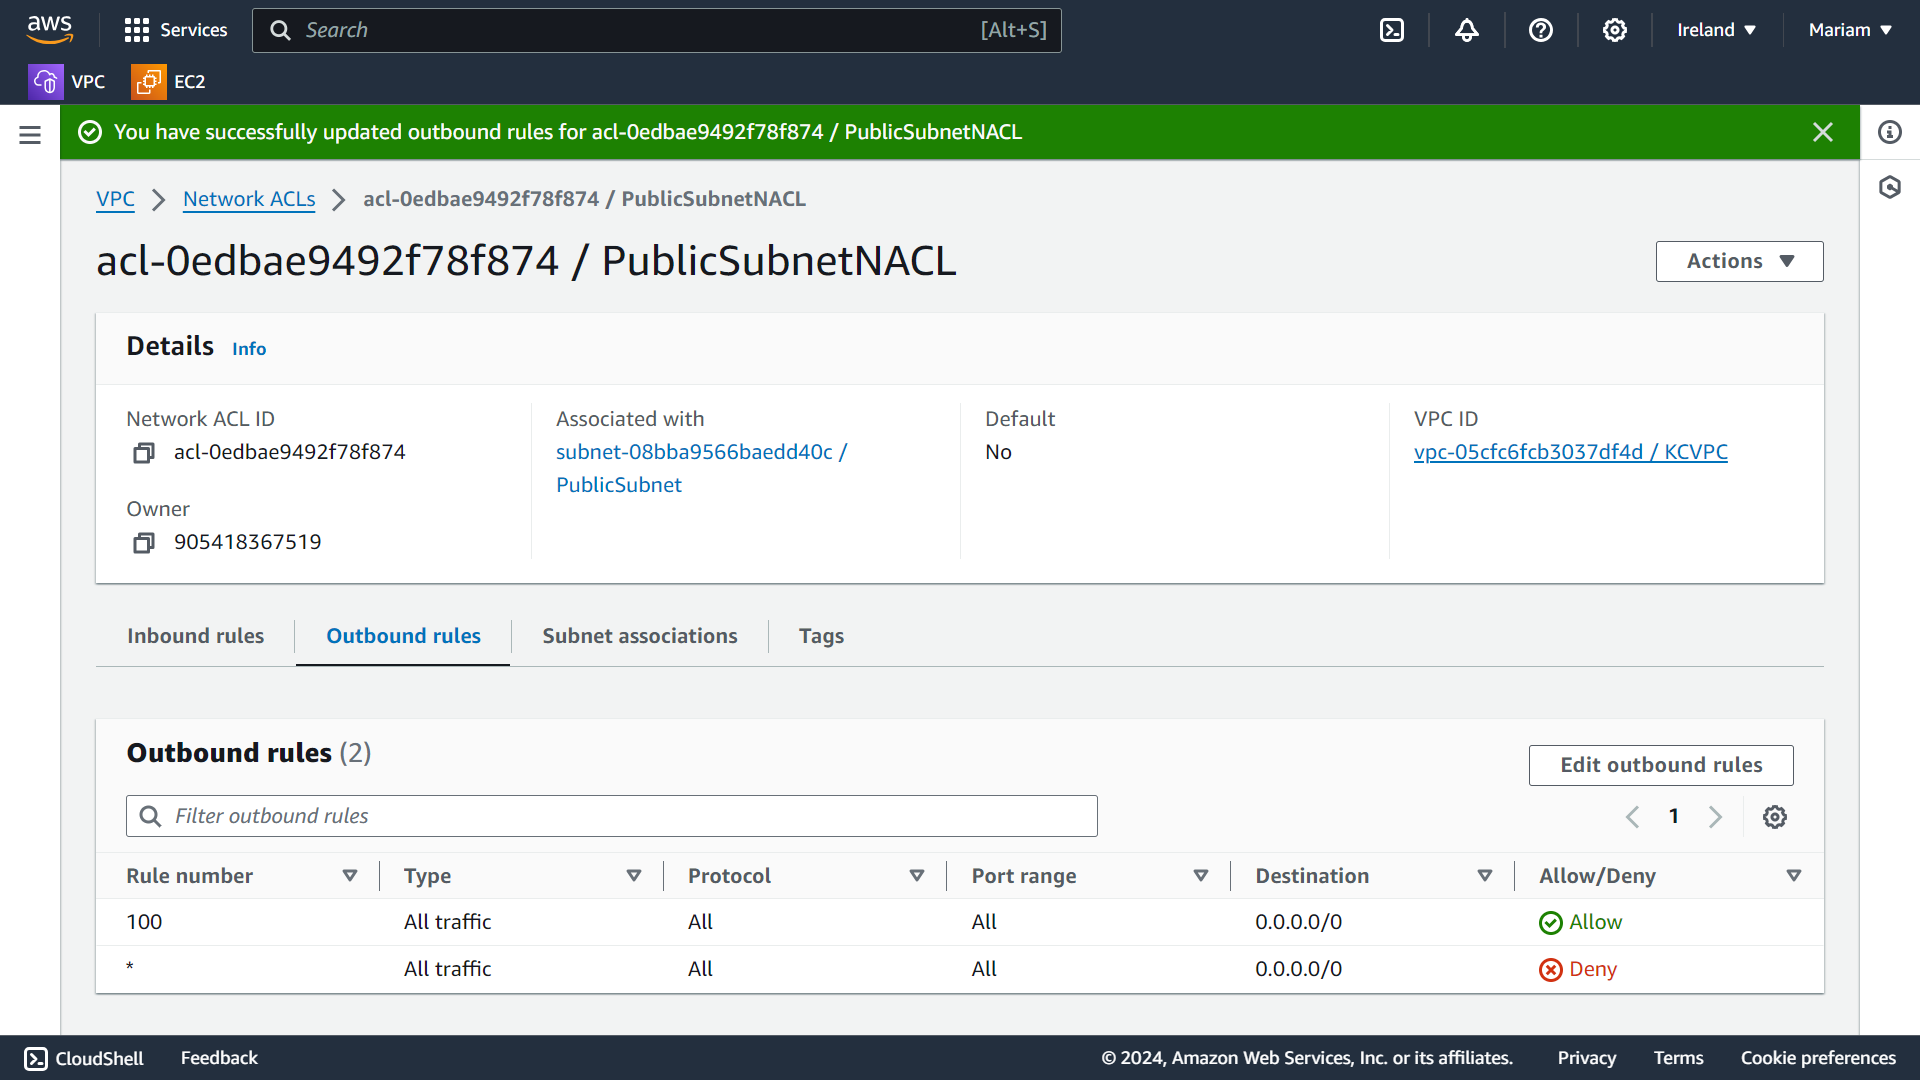 aws
Services
Search
[Alt+S]
Ireland
Mariam
VPC
EC2
You have successfully updated outbound rules for acl-0edbae9492f78f874 / PublicSubnetNACL
VPC
Network ACLs
acl-0edbae9492f78f874 / PublicSubnetNACL
acl-0edbae9492f78f874 / PublicSubnetNACL
Actions
Details Info
Network ACL ID
acl-0edbae9492f78f874
Owner
905418367519
Associated with
subnet-08bba9566baedd40c /
PublicSubnet
Default
No
VPC ID
vpc-05cfc6fcb3037df4d / KCVPC
Inbound rules
Outbound rules
Subnet associations
Tags
Outbound rules (2)
Edit outbound rules
Filter outbound rules
1
Rule number Type Protocol Port range Destination Allow/Deny
100 All traffic All All 0.0.0.0/0 Allow
* All traffic All All 0.0.0.0/0 Deny
CloudShell
Feedback
© 2024, Amazon Web Services, Inc. or its affiliates.
Privacy
Terms
Cookie preferences